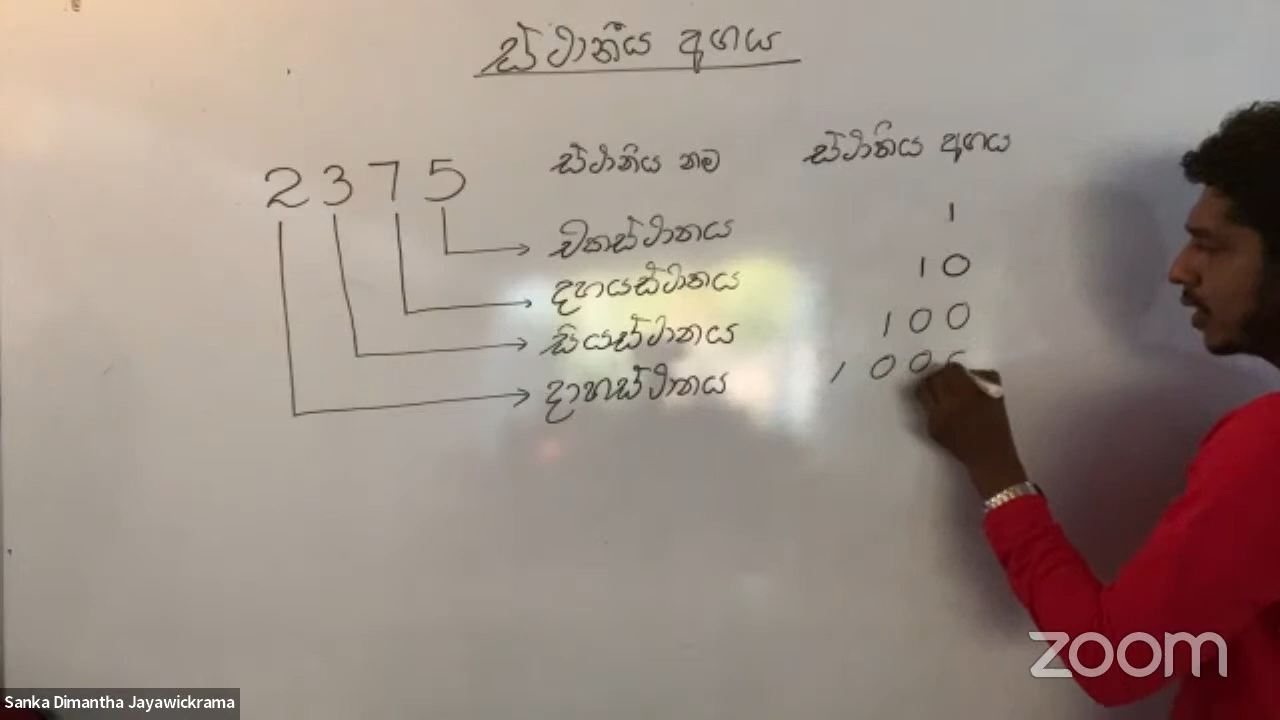 ස්ථානීය අගය
2375 ස්ථානිය නම ස්ථානිය අගය
එකස්ථානය 1
දහයස්ථානය 10
සියස්ථානය 100
දාහස්ථානය 1000
zoom
Sanka Dimantha Jayawickrama